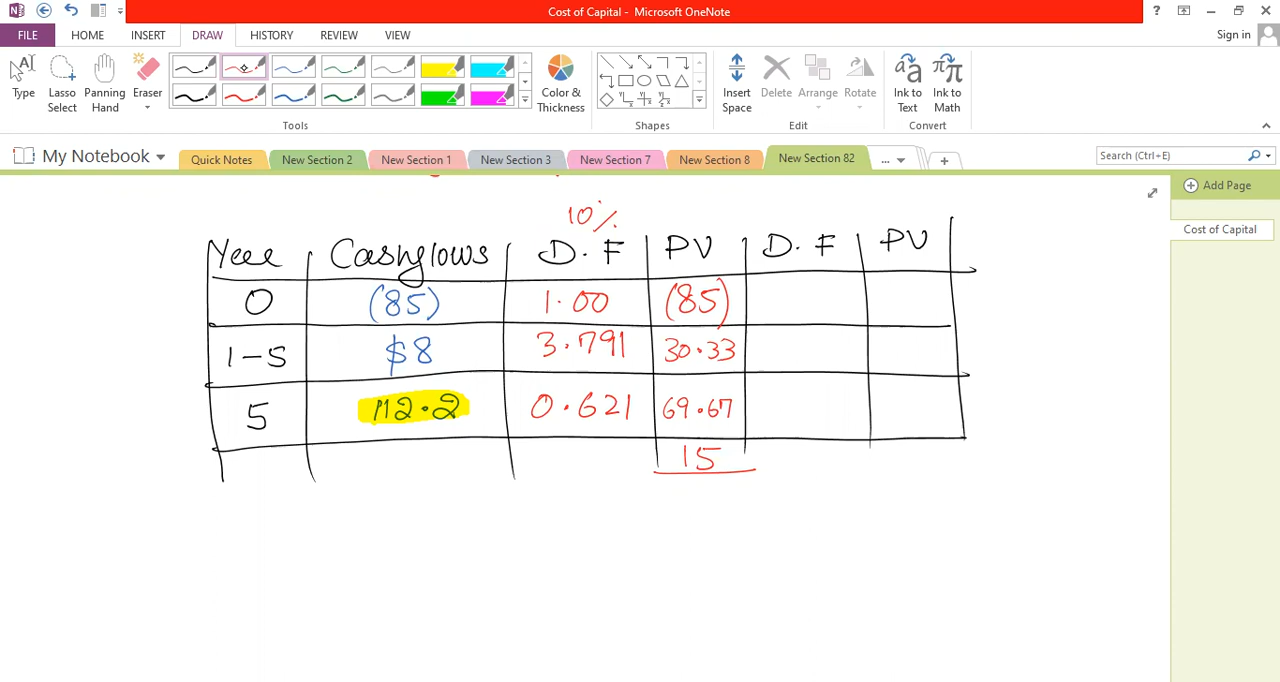 Cost of Capital - Microsoft OneNote
?
FILE HOME INSERT DRAW HISTORY REVIEW VIEW
Sign in
Type Lasso Select Panning Hand Eraser
Color & Thickness
Insert Space Delete Arrange Rotate
Ink to Text Ink to Math
Tools Shapes Edit Convert
My Notebook Quick Notes New Section 2 New Section 1 New Section 3 New Section 7 New Section 8 New Section 82 ...
Search (Ctrl+E)
Add Page
Cost of Capital
10%
Year Cashflows D.F PV D.F PV
0 (85) 1.00 (85)
1-5 $8 3.791 30.33
5 112.2 0.621 69.67
15